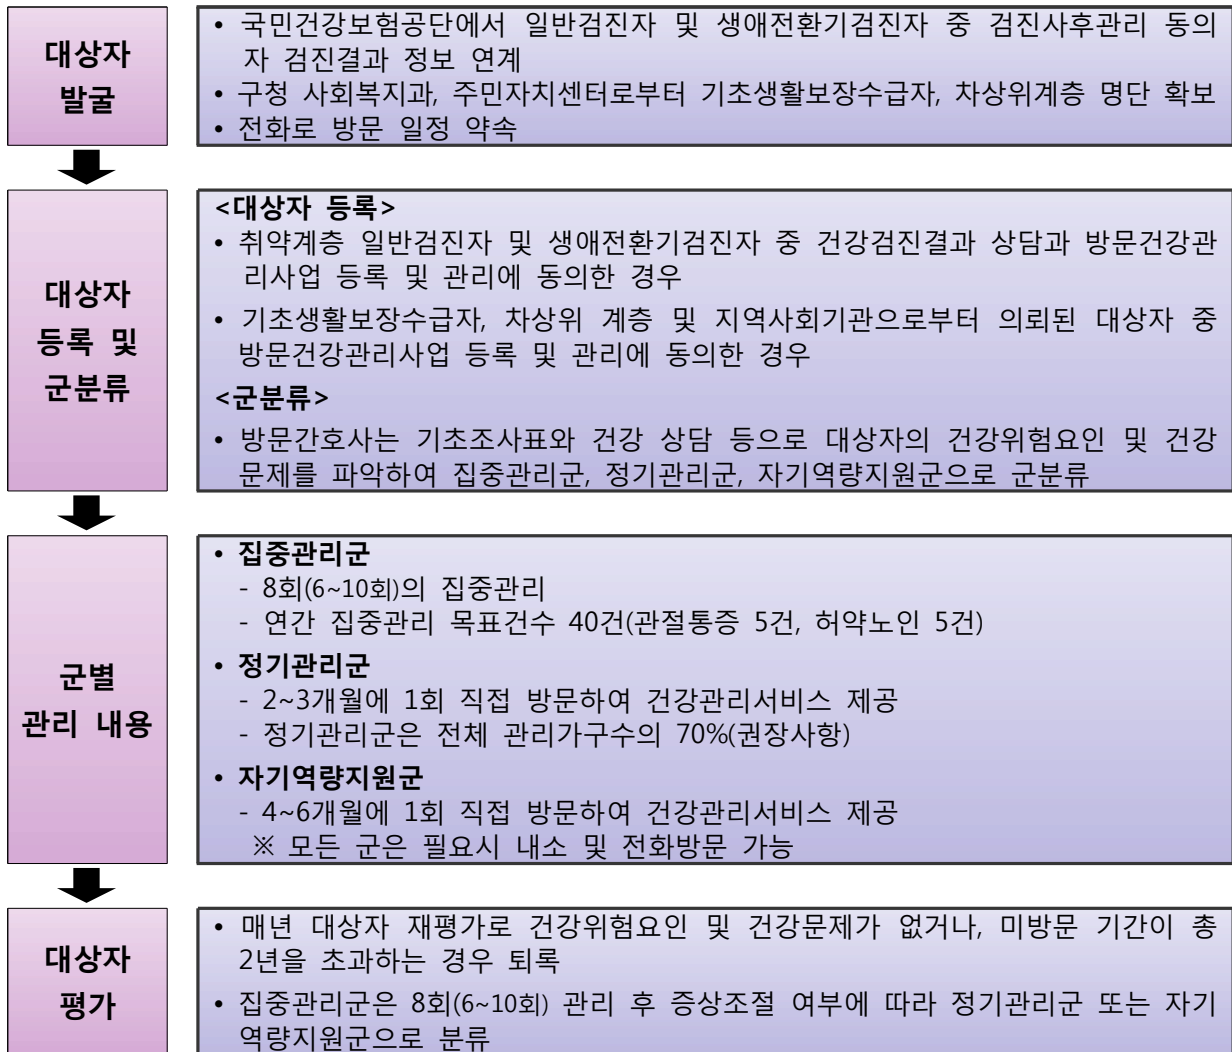 대상자
발굴
• 국민건강보험공단에서 일반검진자 및 생애전환기검진자 중 검진사후관리 동의
자 검진결과 정보 연계
• 구청 사회복지과, 주민자치센터로부터 기초생활보장수급자, 차상위계층 명단 확보
• 전화로 방문 일정 약속
대상자
등록 및
군분류
<대상자 등록>
• 취약계층 일반검진자 및 생애전환기검진자 중 건강검진결과 상담과 방문건강관
리사업 등록 및 관리에 동의한 경우
• 기초생활보장수급자, 차상위 계층 및 지역사회기관으로부터 의뢰된 대상자 중
방문건강관리사업 등록 및 관리에 동의한 경우
<군분류>
• 방문간호사는 기초조사표와 건강 상담 등으로 대상자의 건강위험요인 및 건강
문제를 파악하여 집중관리군, 정기관리군, 자기역량지원군으로 군분류
군별
관리 내용
• 집중관리군
- 8회(6~10회)의 집중관리
- 연간 집중관리 목표건수 40건(관절통증 5건, 허약노인 5건)
• 정기관리군
- 2~3개월에 1회 직접 방문하여 건강관리서비스 제공
- 정기관리군은 전체 관리가구수의 70%(권장사항)
• 자기역량지원군
- 4~6개월에 1회 직접 방문하여 건강관리서비스 제공
※ 모든 군은 필요시 내소 및 전화방문 가능
대상자
평가
• 매년 대상자 재평가로 건강위험요인 및 건강문제가 없거나, 미방문 기간이 총
2년을 초과하는 경우 퇴록
• 집중관리군은 8회(6~10회) 관리 후 증상조절 여부에 따라 정기관리군 또는 자기
역량지원군으로 분류